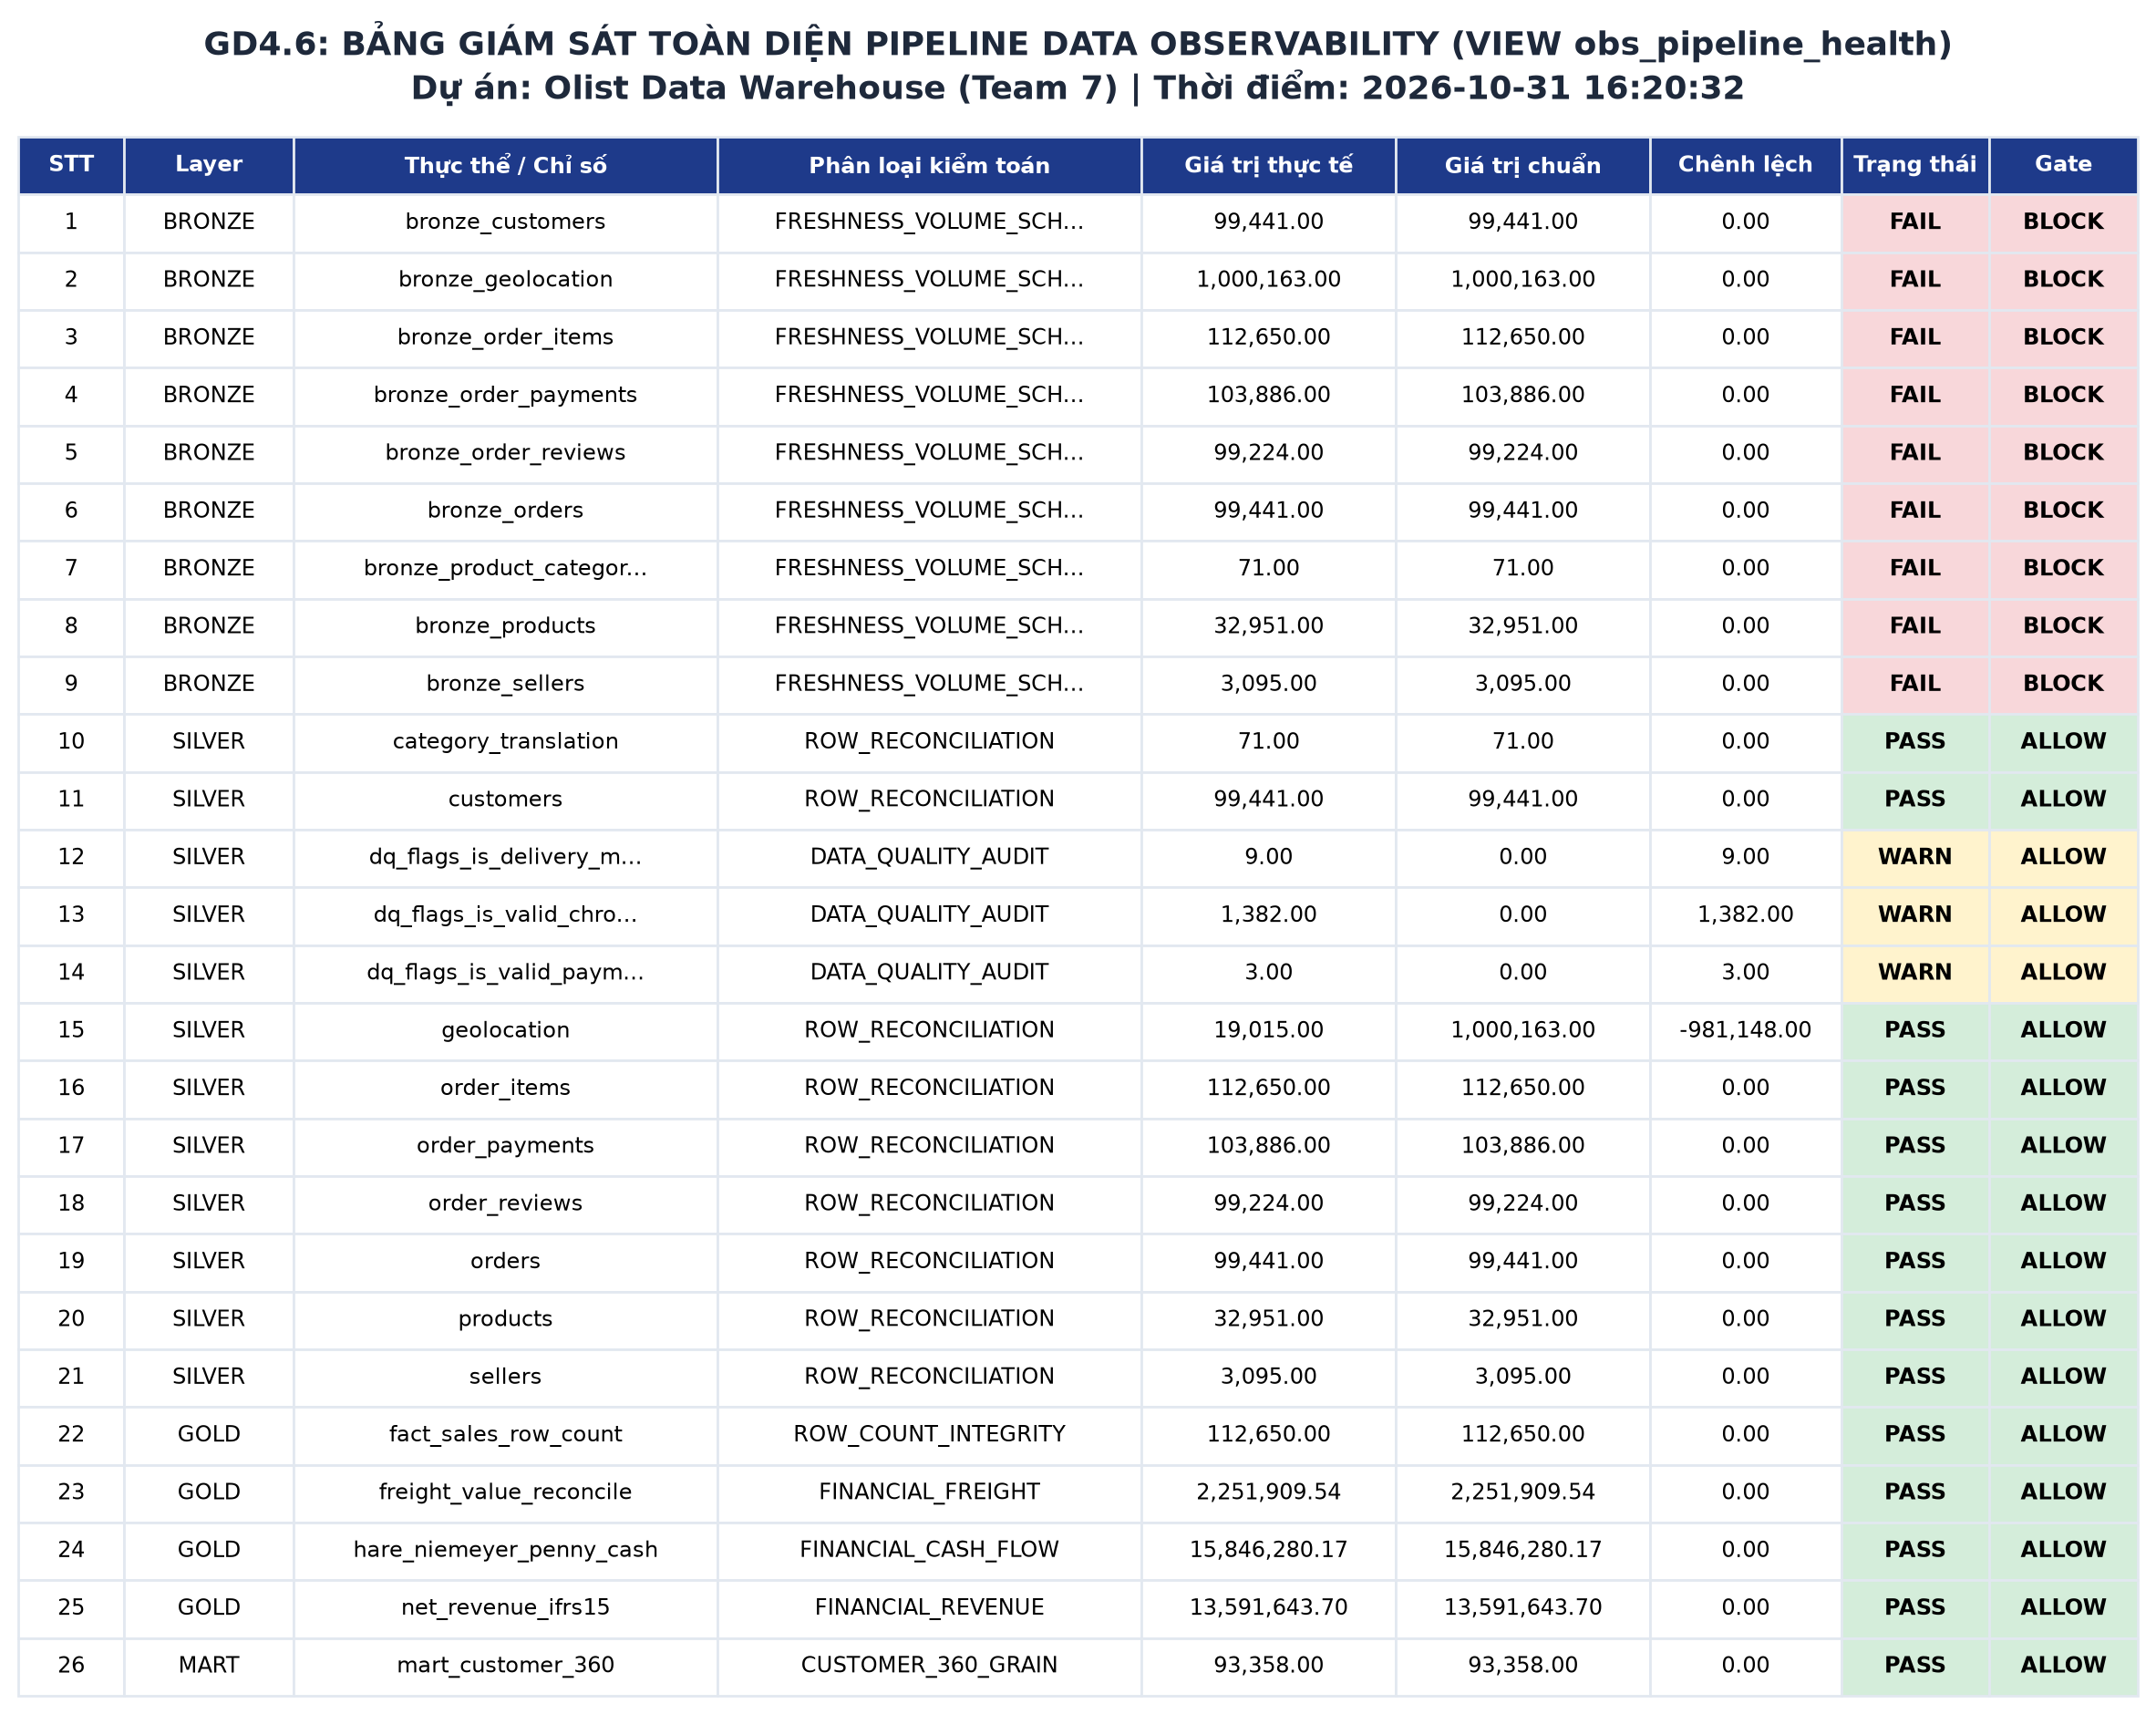 GD4.6: BẢNG GIÁM SÁT TOÀN DIỆN PIPELINE DATA OBSERVABILITY (VIEW obs_pipeline_health)
Dự án: Olist Data Warehouse (Team 7) | Thời điểm: 2026-10-31 16:20:32
STT Layer Thực thể / Chỉ số Phân loại kiểm toán Giá trị thực tế Giá trị chuẩn Chênh lệch Trạng thái Gate
1 BRONZE bronze_customers FRESHNESS_VOLUME_SCH... 99,441.00 99,441.00 0.00 FAIL BLOCK
2 BRONZE bronze_geolocation FRESHNESS_VOLUME_SCH... 1,000,163.00 1,000,163.00 0.00 FAIL BLOCK
3 BRONZE bronze_order_items FRESHNESS_VOLUME_SCH... 112,650.00 112,650.00 0.00 FAIL BLOCK
4 BRONZE bronze_order_payments FRESHNESS_VOLUME_SCH... 103,886.00 103,886.00 0.00 FAIL BLOCK
5 BRONZE bronze_order_reviews FRESHNESS_VOLUME_SCH... 99,224.00 99,224.00 0.00 FAIL BLOCK
6 BRONZE bronze_orders FRESHNESS_VOLUME_SCH... 99,441.00 99,441.00 0.00 FAIL BLOCK
7 BRONZE bronze_product_categor... FRESHNESS_VOLUME_SCH... 71.00 71.00 0.00 FAIL BLOCK
8 BRONZE bronze_products FRESHNESS_VOLUME_SCH... 32,951.00 32,951.00 0.00 FAIL BLOCK
9 BRONZE bronze_sellers FRESHNESS_VOLUME_SCH... 3,095.00 3,095.00 0.00 FAIL BLOCK
10 SILVER category_translation ROW_RECONCILIATION 71.00 71.00 0.00 PASS ALLOW
11 SILVER customers ROW_RECONCILIATION 99,441.00 99,441.00 0.00 PASS ALLOW
12 SILVER dq_flags_is_delivery_m... DATA_QUALITY_AUDIT 9.00 0.00 9.00 WARN ALLOW
13 SILVER dq_flags_is_valid_chro... DATA_QUALITY_AUDIT 1,382.00 0.00 1,382.00 WARN ALLOW
14 SILVER dq_flags_is_valid_paym... DATA_QUALITY_AUDIT 3.00 0.00 3.00 WARN ALLOW
15 SILVER geolocation ROW_RECONCILIATION 19,015.00 1,000,163.00 -981,148.00 PASS ALLOW
16 SILVER order_items ROW_RECONCILIATION 112,650.00 112,650.00 0.00 PASS ALLOW
17 SILVER order_payments ROW_RECONCILIATION 103,886.00 103,886.00 0.00 PASS ALLOW
18 SILVER order_reviews ROW_RECONCILIATION 99,224.00 99,224.00 0.00 PASS ALLOW
19 SILVER orders ROW_RECONCILIATION 99,441.00 99,441.00 0.00 PASS ALLOW
20 SILVER products ROW_RECONCILIATION 32,951.00 32,951.00 0.00 PASS ALLOW
21 SILVER sellers ROW_RECONCILIATION 3,095.00 3,095.00 0.00 PASS ALLOW
22 GOLD fact_sales_row_count ROW_COUNT_INTEGRITY 112,650.00 112,650.00 0.00 PASS ALLOW
23 GOLD freight_value_reconcile FINANCIAL_FREIGHT 2,251,909.54 2,251,909.54 0.00 PASS ALLOW
24 GOLD hare_niemeyer_penny_cash FINANCIAL_CASH_FLOW 15,846,280.17 15,846,280.17 0.00 PASS ALLOW
25 GOLD net_revenue_ifrs15 FINANCIAL_REVENUE 13,591,643.70 13,591,643.70 0.00 PASS ALLOW
26 MART mart_customer_360 CUSTOMER_360_GRAIN 93,358.00 93,358.00 0.00 PASS ALLOW